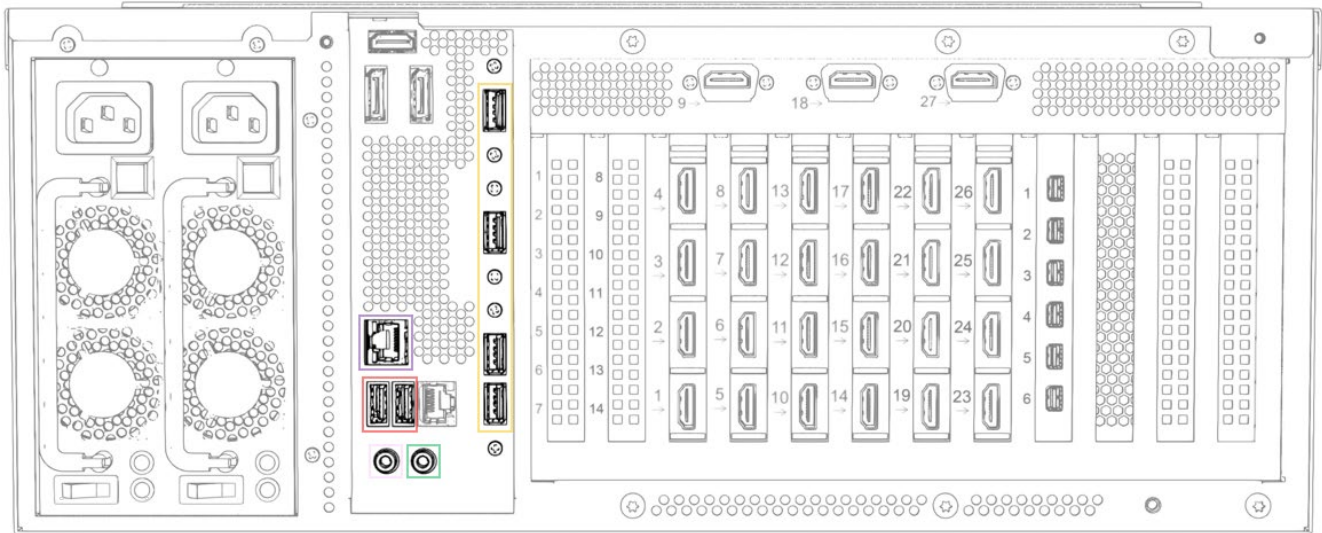 9 → 18 → 27 →
1 8 4 → 8 → 13 → 17 → 22 → 26 → 1
2 9 2
3 10 3 → 7 → 12 → 16 → 21 → 25 → 3
4 11 4
5 12 2 → 6 → 11 → 15 → 20 → 24 → 5
6 13 6
7 14 1 → 5 → 10 → 14 → 19 → 23 →